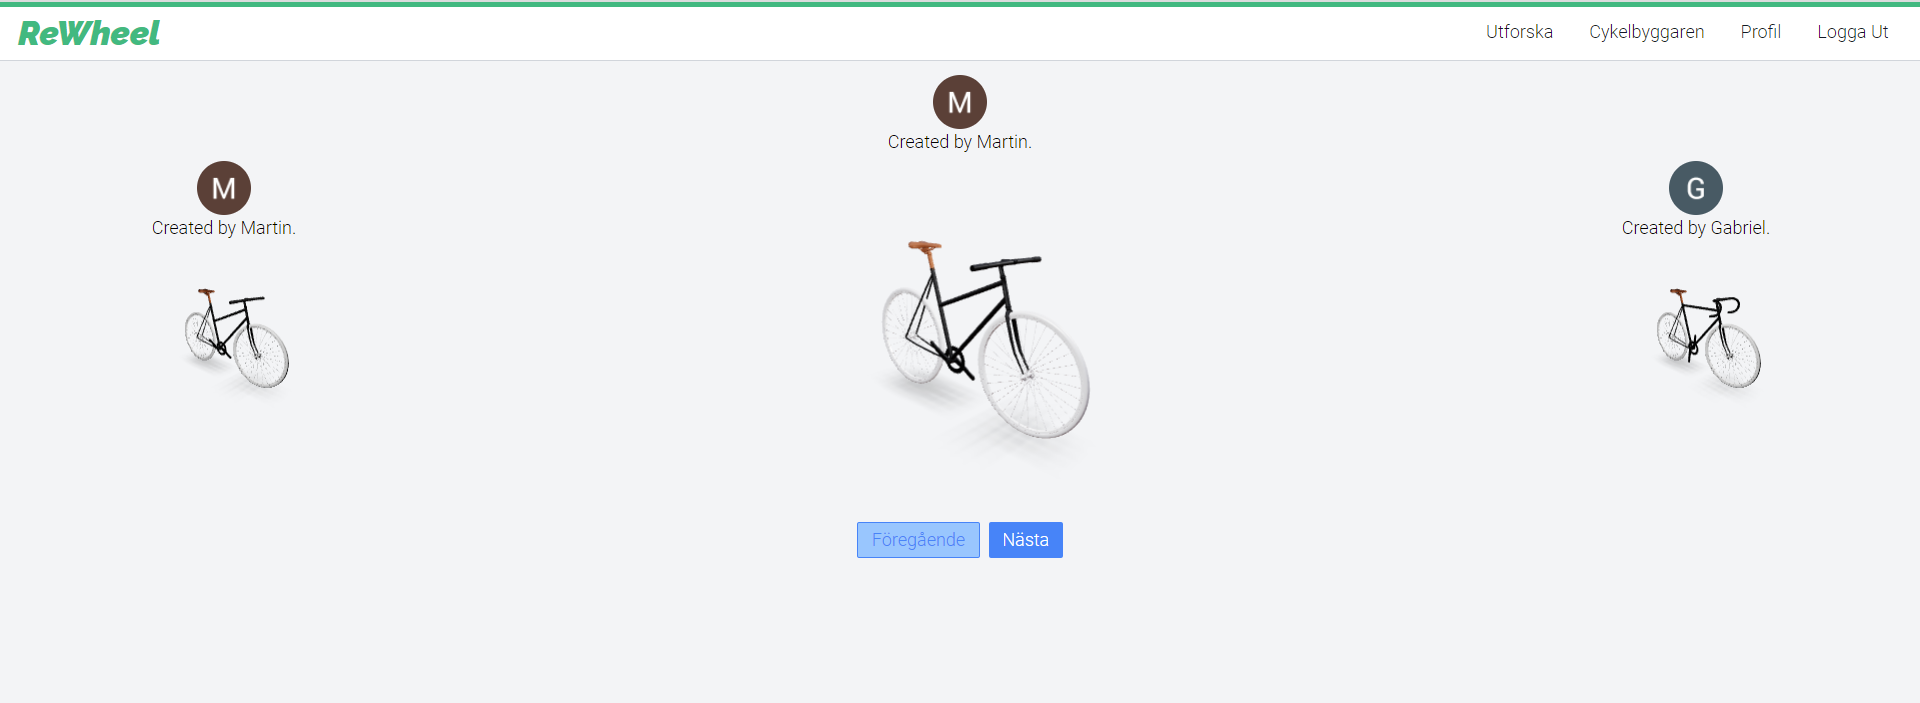 ReWheel
Utforska
Cykelbyggaren
Profil
Logga Ut
M
Created by Martin.
M
Created by Martin.
G
Created by Gabriel.
Föregående
Nästa